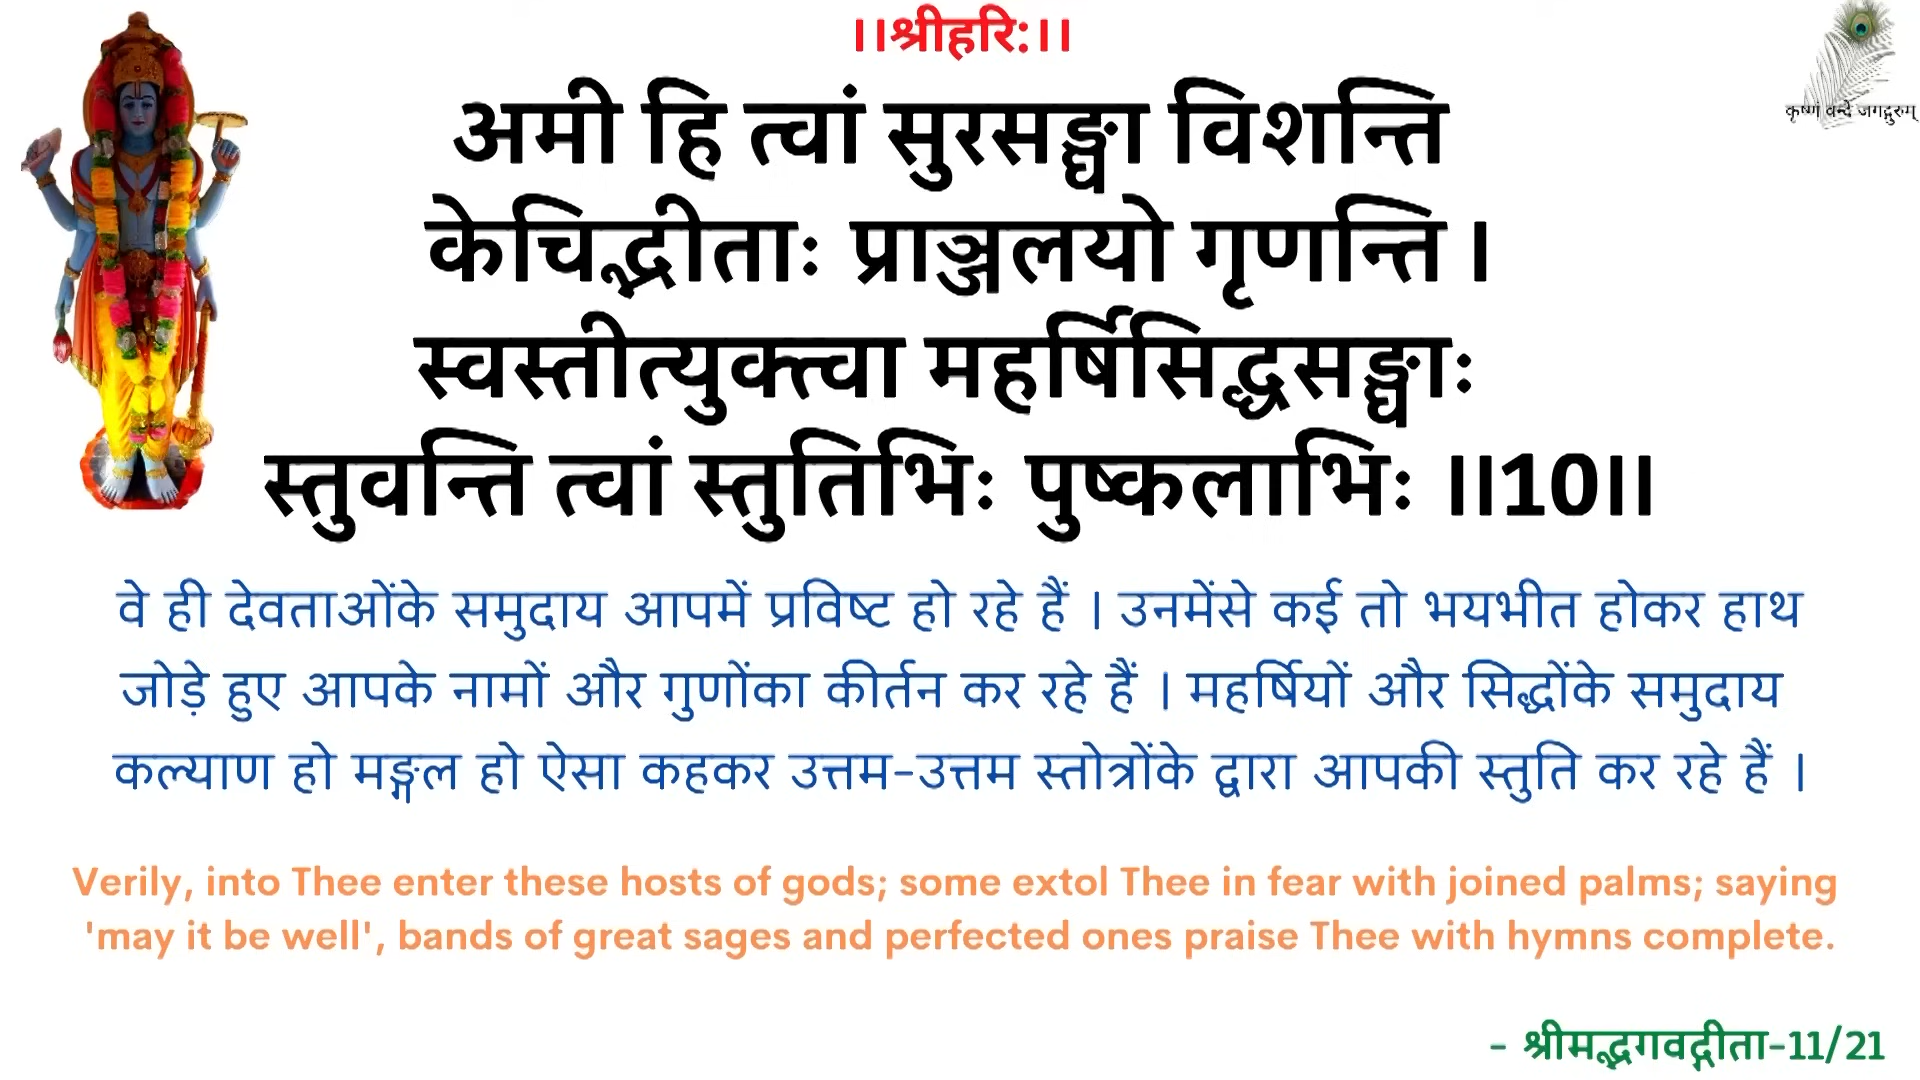 ।।श्रीहरि:।।
कृष्णं वन्दे जगद्गुरुम्
अमी हि त्वां सुरसङ्घा विशन्ति
केचिद्भीताः प्राञ्जलयो गृणन्ति ।
स्वस्तीत्युक्त्वा महर्षिसिद्धसङ्घाः
स्तुवन्ति त्वां स्तुतिभिः पुष्कलाभिः ॥10॥
वे ही देवताओंके समुदाय आपमें प्रविष्ट हो रहे हैं । उनमेंसे कई तो भयभीत होकर हाथ
जोड़े हुए आपके नामों और गुणोंका कीर्तन कर रहे हैं । महर्षियों और सिद्धोंके समुदाय
कल्याण हो मङ्गल हो ऐसा कहकर उत्तम-उत्तम स्तोत्रोंके द्वारा आपकी स्तुति कर रहे हैं ।
Verily, into Thee enter these hosts of gods; some extol Thee in fear with joined palms; saying
'may it be well', bands of great sages and perfected ones praise Thee with hymns complete.
- श्रीमद्भगवद्गीता-11/21